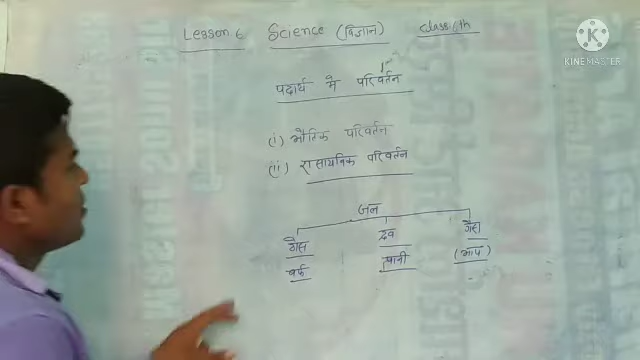 Lesson 6 Science (विज्ञान) Class 6th
KINEMASTER
पदार्थ में परिवर्तन
(i) भौतिक परिवर्तन
(ii) रासायनिक परिवर्तन
जल
गैस द्रव गैस
बर्फ पानी (भाप)